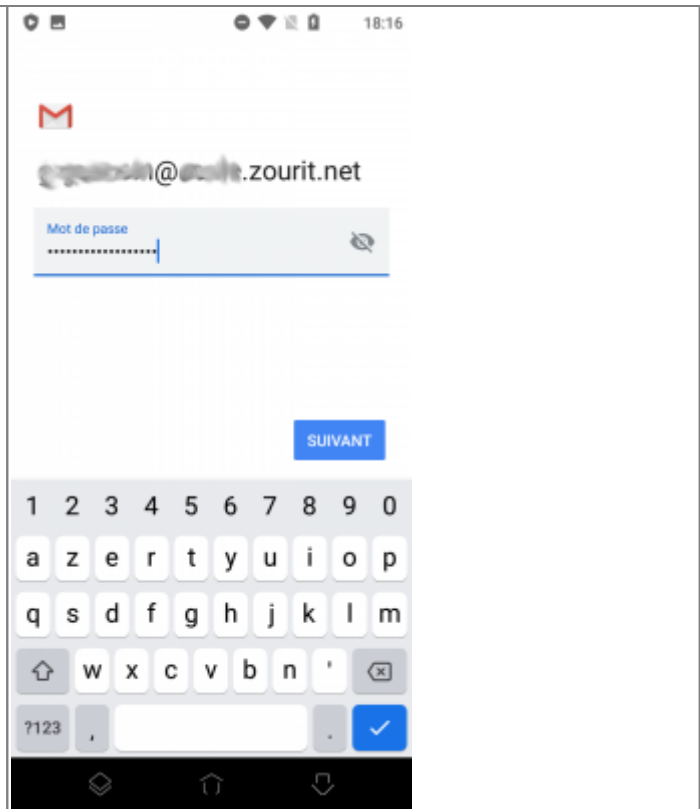 18:16
@ .zourit.net
Mot de passe
••••••••••••••••••
SUIVANT
1 2 3 4 5 6 7 8 9 0
a z e r t y u i o p
q s d f g h j k l m
w x c v b n '
?123 , .